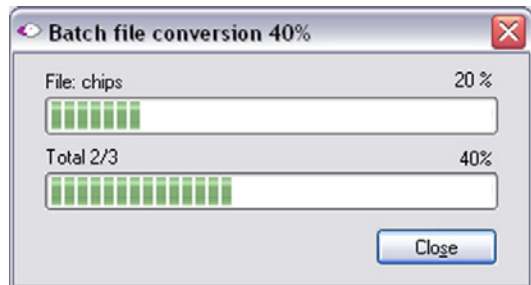 Batch file conversion 40%
File: chips 20 %
Total 2/3 40%
Close